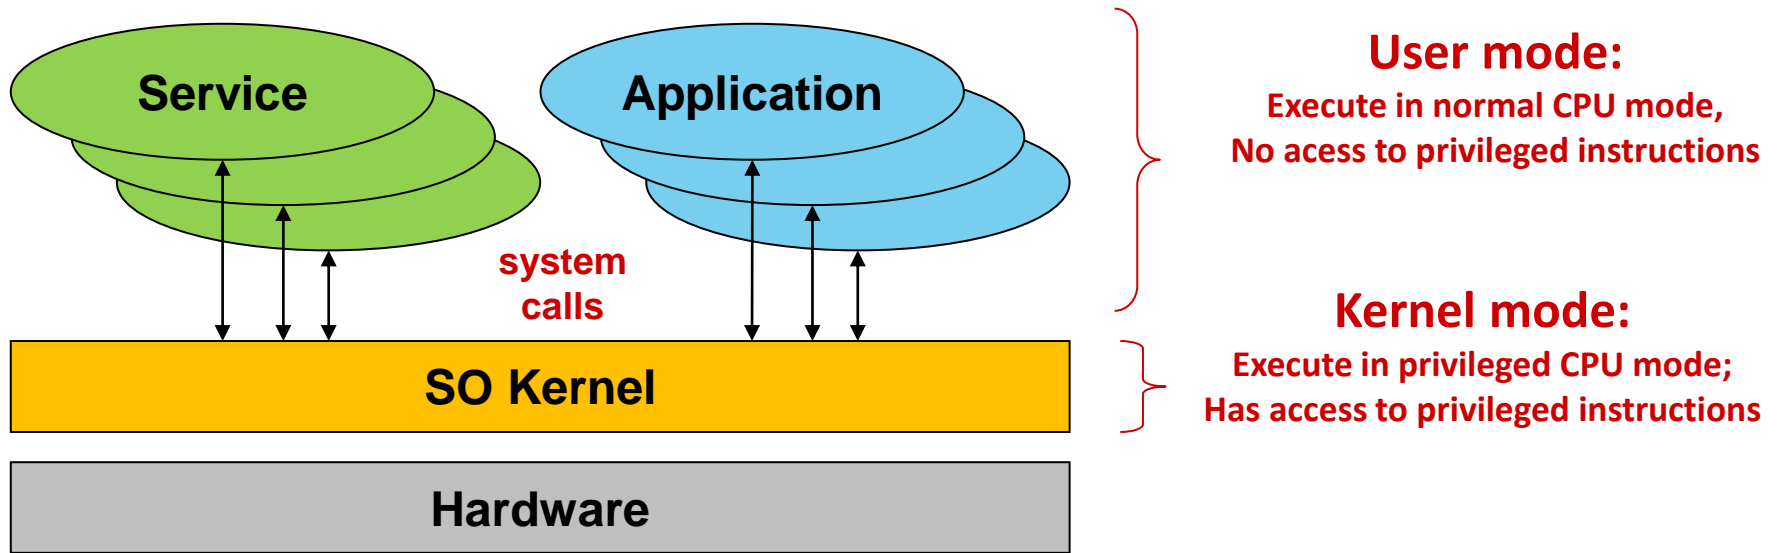 Service
Application
system
calls
SO Kernel
Hardware
User mode:
Execute in normal CPU mode,
No acess to privileged instructions
Kernel mode:
Execute in privileged CPU mode;
Has access to privileged instructions